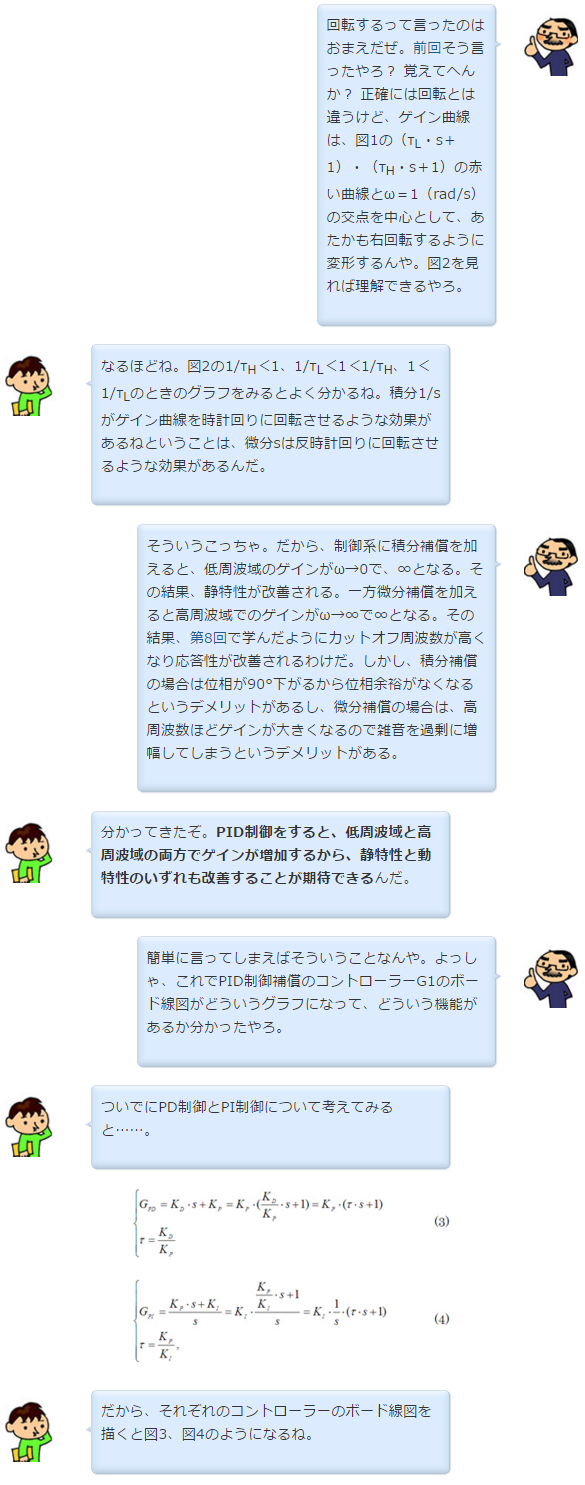 回転するって言ったのは
おまえだぜ。前回そう言
ったやろ？ 覚えてへん
か？ 正確には回転とは
違うけど、ゲイン曲線
は、図1の（τL・s+
1）・（τH・s＋1）の赤
い曲線とω＝1（rad/s）
の交点を中心として、あ
たかも右回転するように
変形するんや。図2を見
れば理解できるやろ。
なるほどね。図2の1/τH＜1、1/τL＜1＜1/τH、1＜
1/τLのときのグラフをみるとよく分かるね。積分1/s
がゲイン曲線を時計回りに回転させるような効果が
あるねということは、微分sは反時計回りに回転させ
るような効果があるんだ。
そういうこっちゃ。だから、制御系に積分補償を加
えると、低周波域のゲインがω→0で、∞となる。そ
の結果、静特性が改善される。一方微分補償を加え
ると高周波域でのゲインがω→∞で∞となる。その
結果、第8回で学んだようにカットオフ周波数が高く
なり応答性が改善されるわけだ。しかし、積分補償
の場合は位相が90°下がるから位相余裕がなくなる
というデメリットがあるし、微分補償の場合は、高
周波数ほどゲインが大きくなるので雑音を過剰に増
幅してしまうというデメリットがある。
分かってきたぞ。PID制御をすると、低周波域と高
周波域の両方でゲインが増加するから、静特性と動
特性のいずれも改善することが期待できるんだ。
簡単に言ってしまえばそういうことなんや。よっし
ゃ、これでPID制御補償のコントローラーG1のボー
ド線図がどういうグラフになって、どういう機能が
あるか分かったやろ。
ついでにPD制御とPI制御について考えてみる
と……。
G_PD = K_D・s+K_P = K_P・(K_D/K_P・s+1) = K_P・(τ・s+1)
(3)
τ = K_D/K_P
G_PI = (K_P・s+K_I)/s = K_I・(K_P/K_I・s+1)/s = K_I・1/s・(τ・s+1)
(4)
τ = K_P/K_I,
だから、それぞれのコントローラーのボード線図を
描くと図3、図4のようになるね。